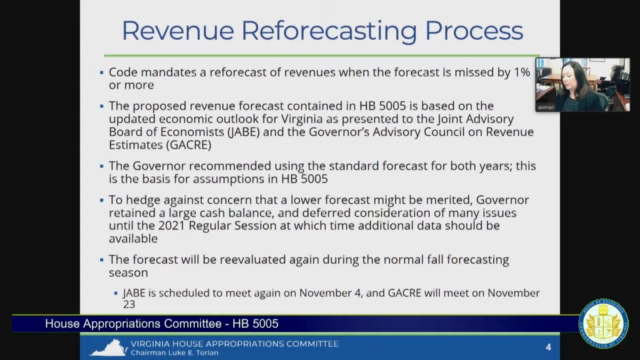 Revenue Reforecasting Process
• Code mandates a reforecast of revenues when the forecast is missed by 1%
or more
• The proposed revenue forecast contained in HB 5005 is based on the
updated economic outlook for Virginia as presented to the Joint Advisory
Board of Economists (JABE) and the Governor's Advisory Council on Revenue
Estimates (GACRE)
• The Governor recommended using the standard forecast for both years; this
is the basis for assumptions in HB 5005
• To hedge against concern that a lower forecast might be merited, Governor
retained a large cash balance, and deferred consideration of many issues
until the 2021 Regular Session at which time additional data should be
available
• The forecast will be reevaluated again during the normal fall forecasting
season
• JABE is scheduled to meet again on November 4, and GACRE will meet on November
23
House Appropriations Committee - HB 5005
VIRGINIA HOUSE APPROPRIATIONS COMMITTEE
Chairman Luke E. Torian
4